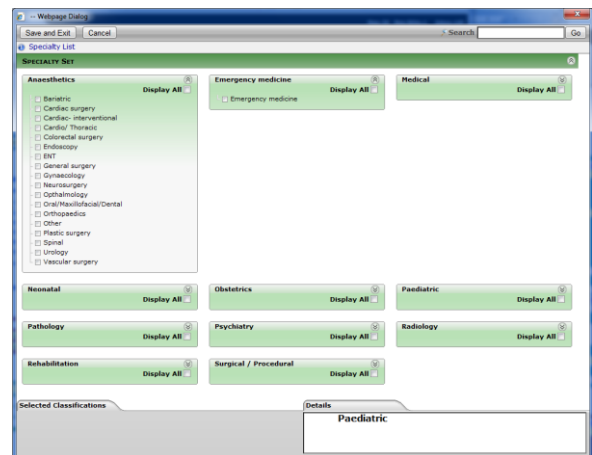 -- Webpage Dialog
Save and Exit Cancel Search Go
Specialty List
SPECIALTY SET
Anaesthetics
Display All
Bariatric
Cardiac surgery
Cardiac- interventional
Cardio/ Thoracic
Colorectal surgery
Endoscopy
ENT
General surgery
Gynaecology
Neurosurgery
Opthalmology
Oral/Maxillofacial/Dental
Orthopaedics
Other
Plastic surgery
Spinal
Urology
Vascular surgery
Emergency medicine
Display All
Emergency medicine
Medical
Display All
Neonatal
Display All
Obstetrics
Display All
Paediatric
Display All
Pathology
Display All
Psychiatry
Display All
Radiology
Display All
Rehabilitation
Display All
Surgical / Procedural
Display All
Selected Classifications
Details
Paediatric